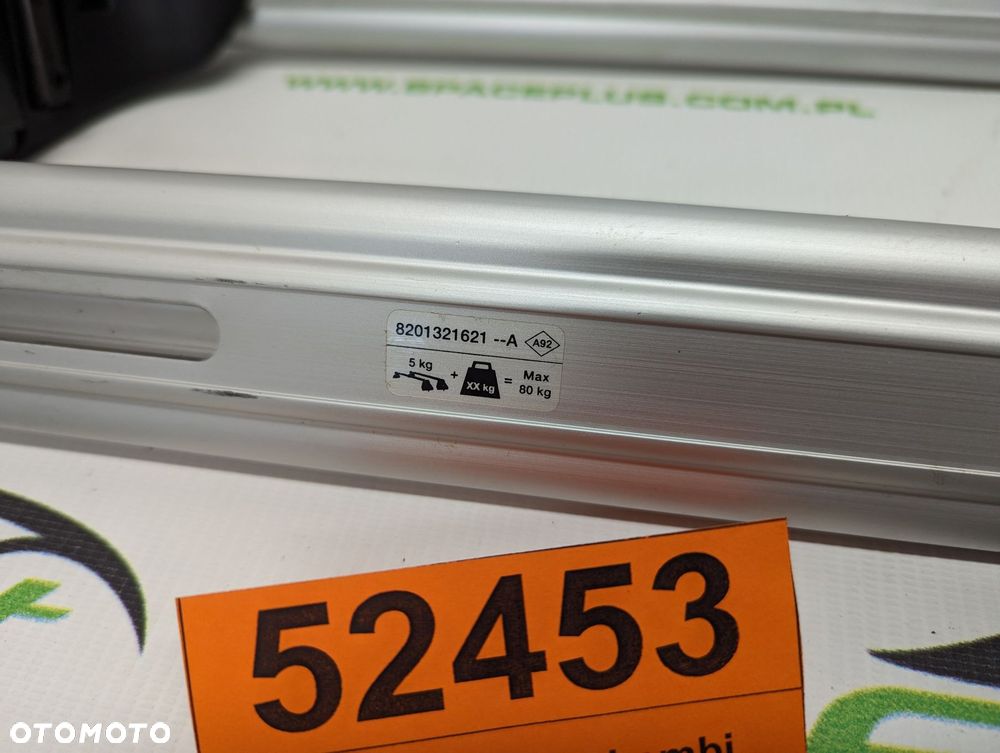 WWW.SPACEPLUS.COM.PL
8201321621 --A A92
5 kg + XX kg = Max 80 kg
52453
OTOMOTO